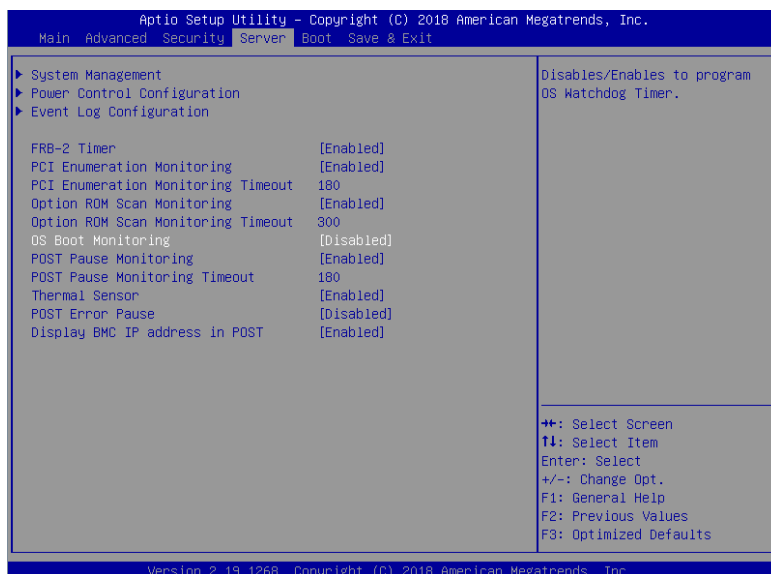 Aptio Setup Utility – Copyright (C) 2018 American Megatrends, Inc.
Main Advanced Security Server Boot Save & Exit
System Management
Power Control Configuration
Event Log Configuration
FRB-2 Timer [Enabled]
PCI Enumeration Monitoring [Enabled]
PCI Enumeration Monitoring Timeout 180
Option ROM Scan Monitoring [Enabled]
Option ROM Scan Monitoring Timeout 300
OS Boot Monitoring [Disabled]
POST Pause Monitoring [Enabled]
POST Pause Monitoring Timeout 180
Thermal Sensor [Enabled]
POST Error Pause [Disabled]
Display BMC IP address in POST [Enabled]
Disables/Enables to program
OS Watchdog Timer.
→←: Select Screen
↑↓: Select Item
Enter: Select
+/-: Change Opt.
F1: General Help
F2: Previous Values
F3: Optimized Defaults
Version 2.19.1268. Copyright (C) 2018 American Megatrends, Inc.